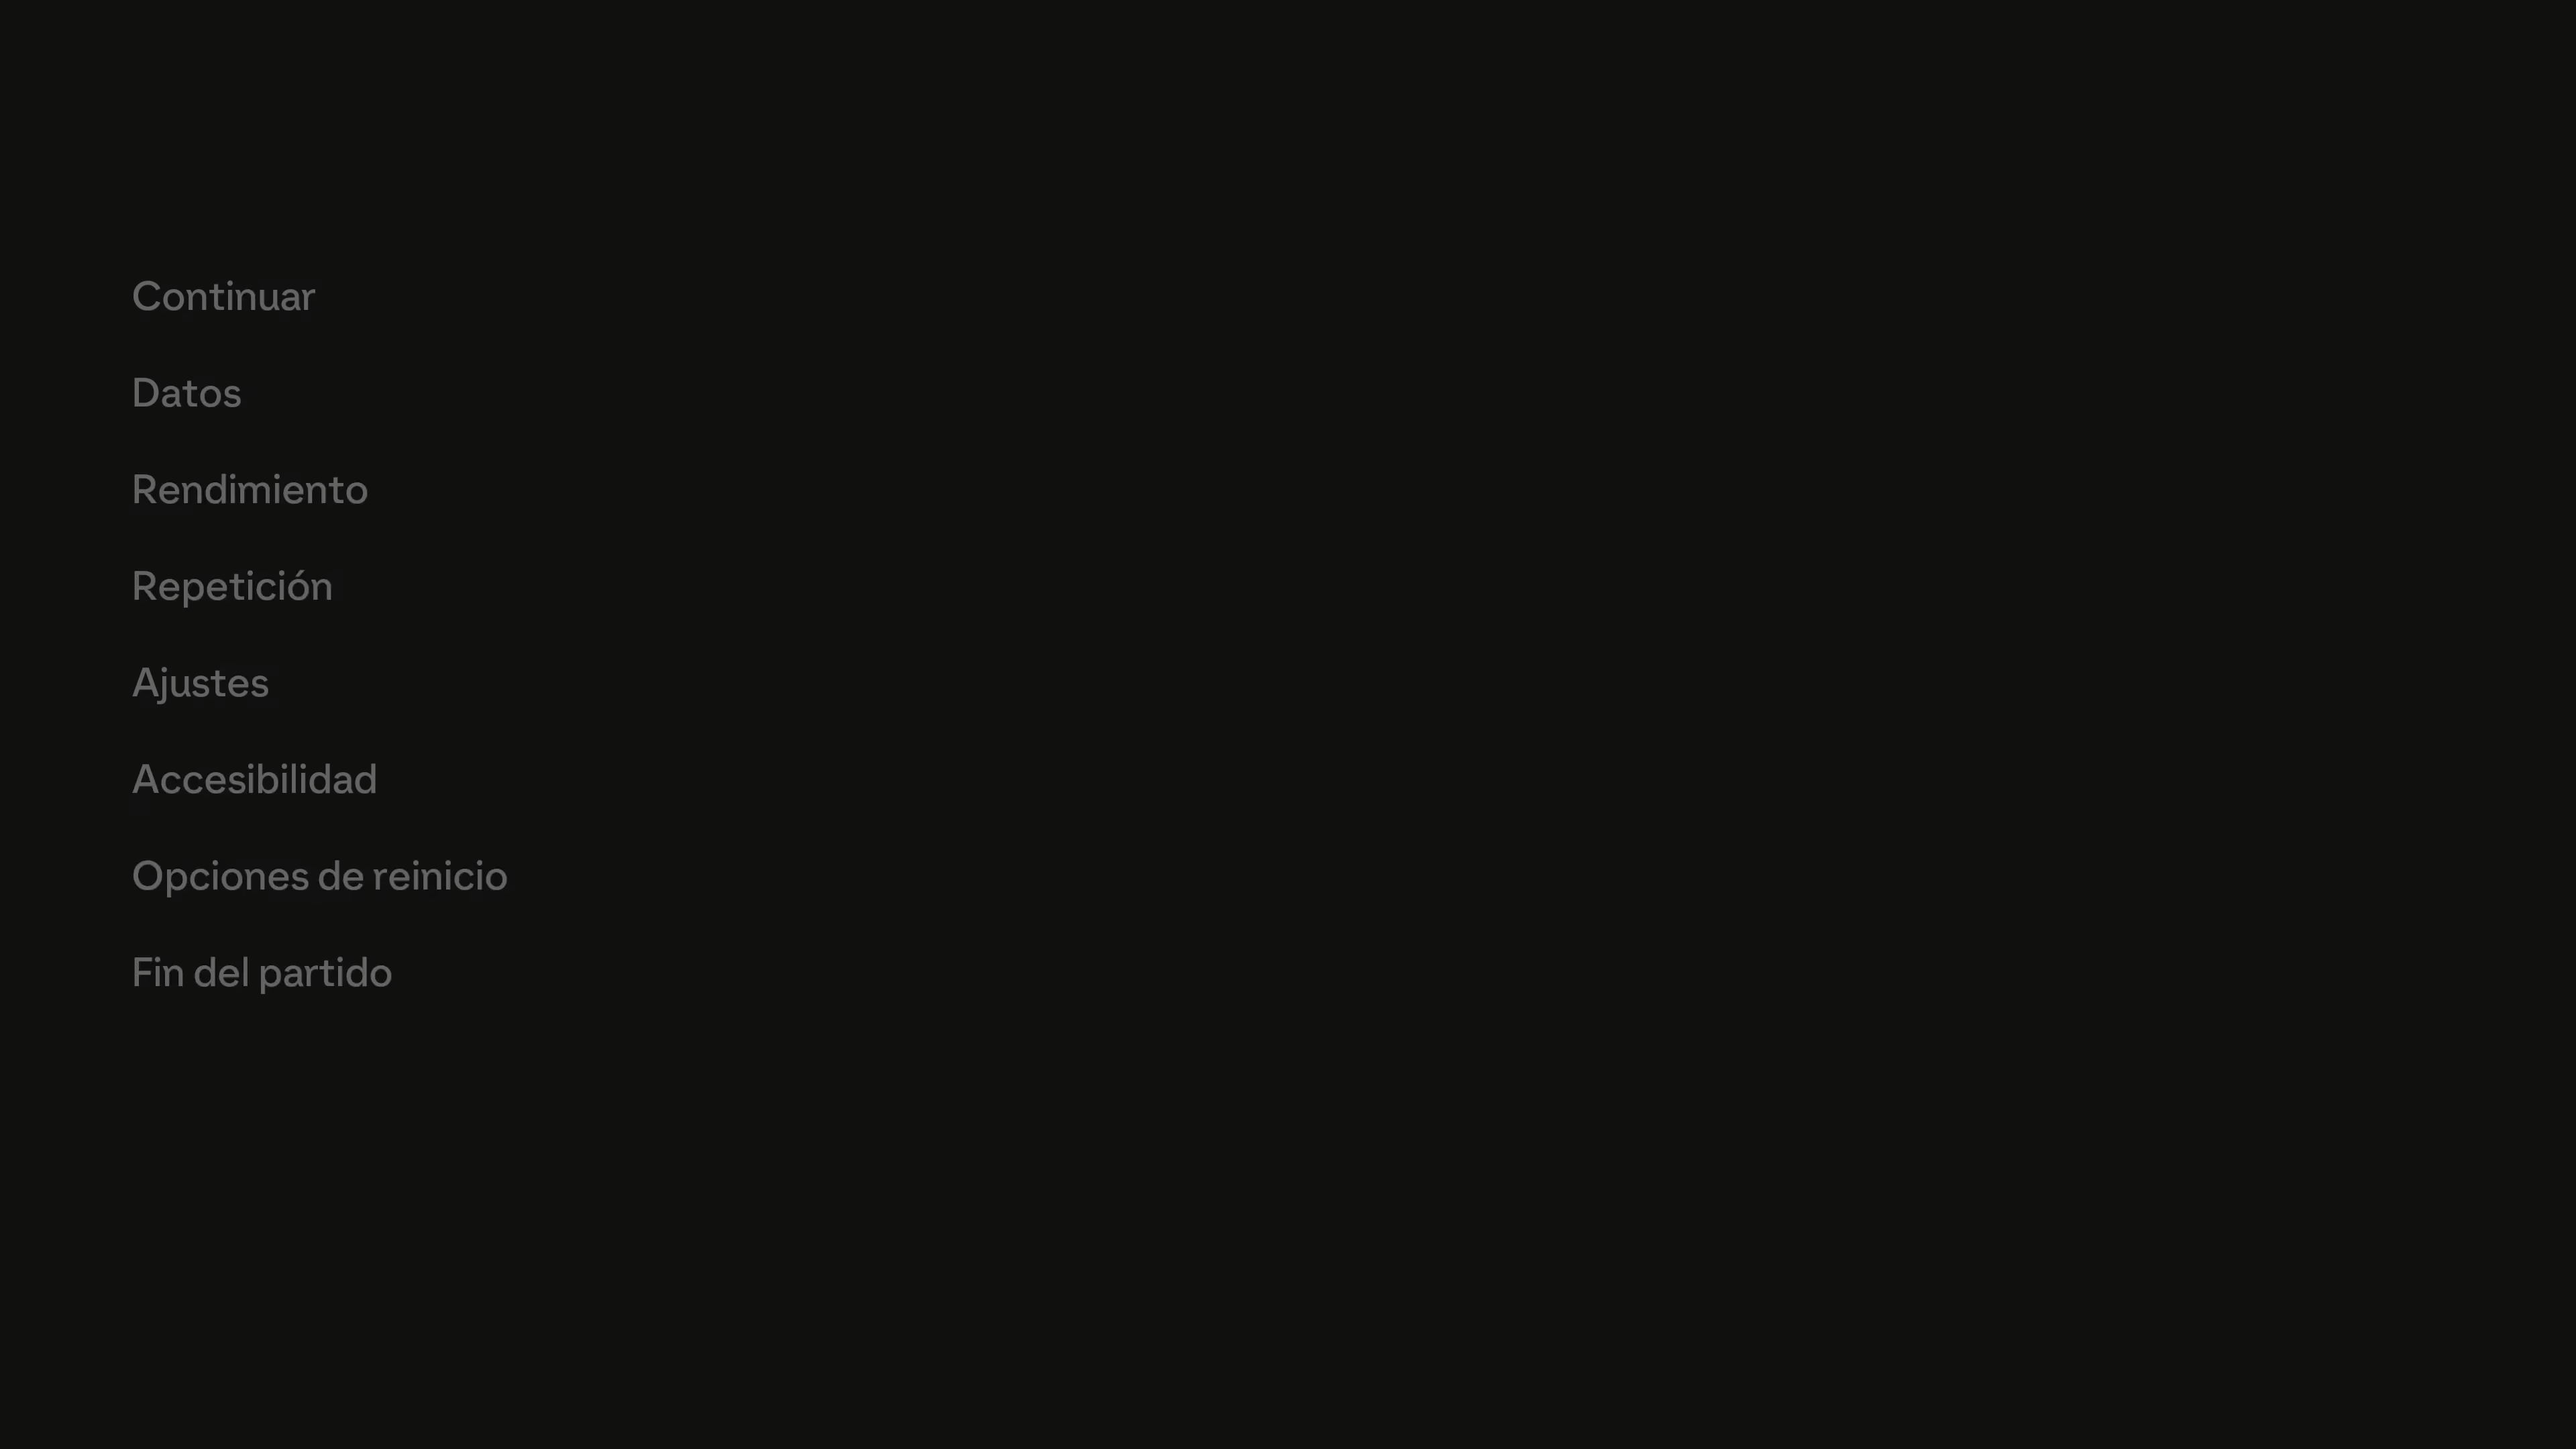 Continuar
Datos
Rendimiento
Repetición
Ajustes
Accesibilidad
Opciones de reinicio
Fin del partido